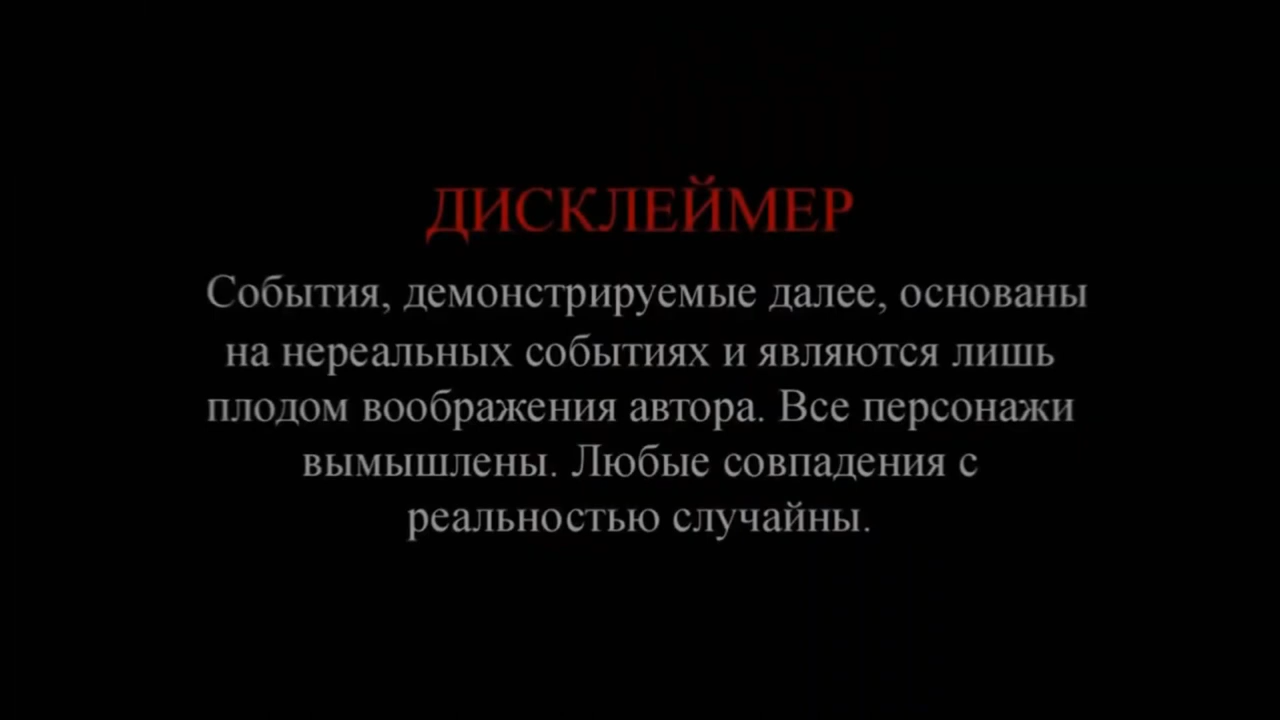 ДИСКЛЕЙМЕР
События, демонстрируемые далее, основаны
на нереальных событиях и являются лишь
плодом воображения автора. Все персонажи
вымышлены. Любые совпадения с
реальностью случайны.